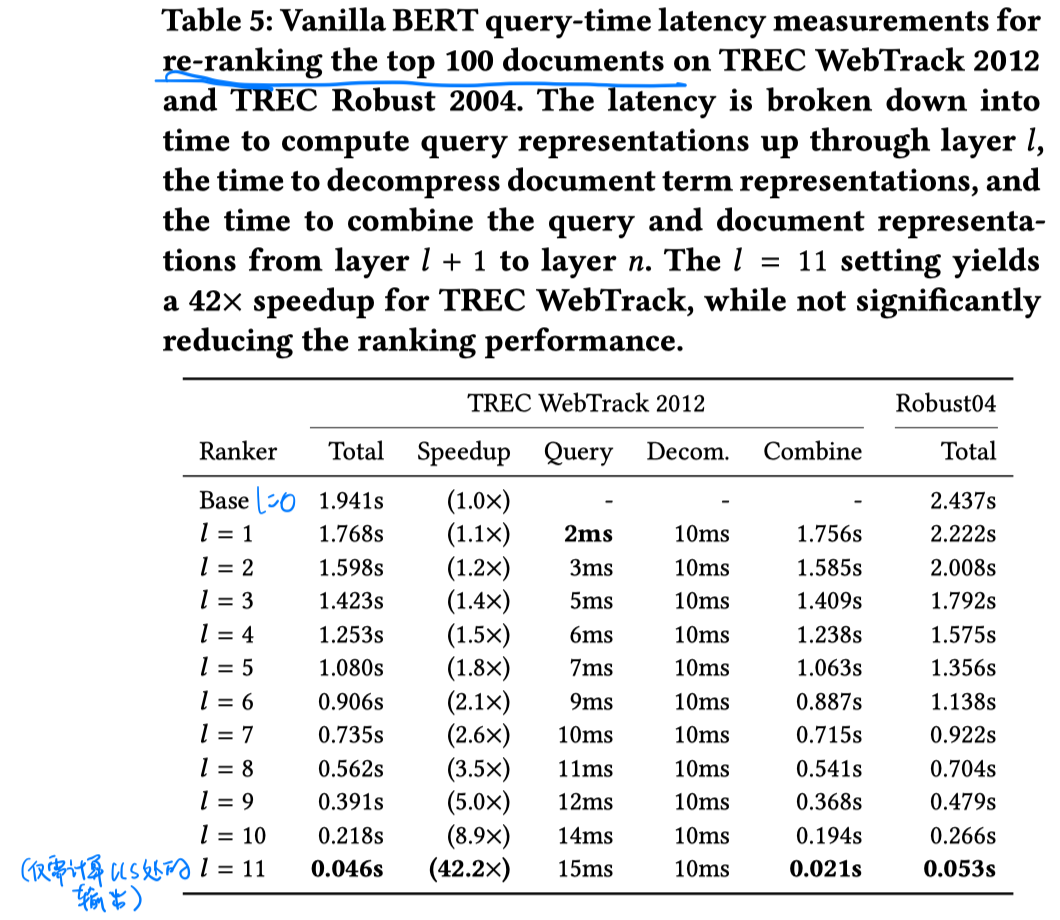 Table 5: Vanilla BERT query-time latency measurements for
re-ranking the top 100 documents on TREC WebTrack 2012
and TREC Robust 2004. The latency is broken down into
time to compute query representations up through layer l,
the time to decompress document term representations, and
the time to combine the query and document representa-
tions from layer l + 1 to layer n. The l = 11 setting yields
a 42× speedup for TREC WebTrack, while not significantly
reducing the ranking performance.
TREC WebTrack 2012 Robust04
Ranker Total Speedup Query Decom. Combine Total
Base l=0 1.941s (1.0×) - - - 2.437s
l = 1 1.768s (1.1×) 2ms 10ms 1.756s 2.222s
l = 2 1.598s (1.2×) 3ms 10ms 1.585s 2.008s
l = 3 1.423s (1.4×) 5ms 10ms 1.409s 1.792s
l = 4 1.253s (1.5×) 6ms 10ms 1.238s 1.575s
l = 5 1.080s (1.8×) 7ms 10ms 1.063s 1.356s
l = 6 0.906s (2.1×) 9ms 10ms 0.887s 1.138s
l = 7 0.735s (2.6×) 10ms 10ms 0.715s 0.922s
l = 8 0.562s (3.5×) 11ms 10ms 0.541s 0.704s
l = 9 0.391s (5.0×) 12ms 10ms 0.368s 0.479s
l = 10 0.218s (8.9×) 14ms 10ms 0.194s 0.266s
(仅需计算CLS处的 l = 11 0.046s (42.2×) 15ms 10ms 0.021s 0.053s
输出)